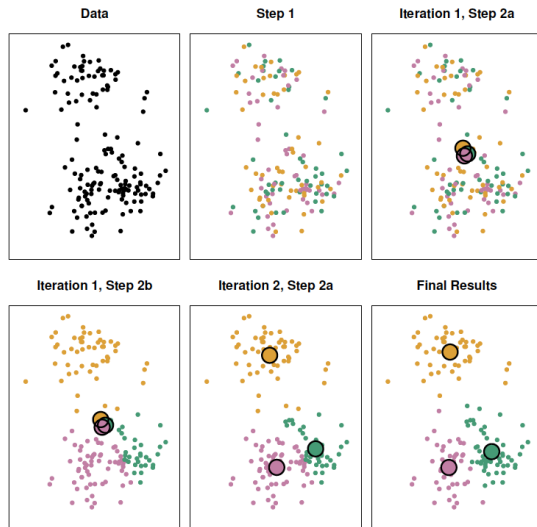 Data
Step 1
Iteration 1, Step 2a
Iteration 1, Step 2b
Iteration 2, Step 2a
Final Results